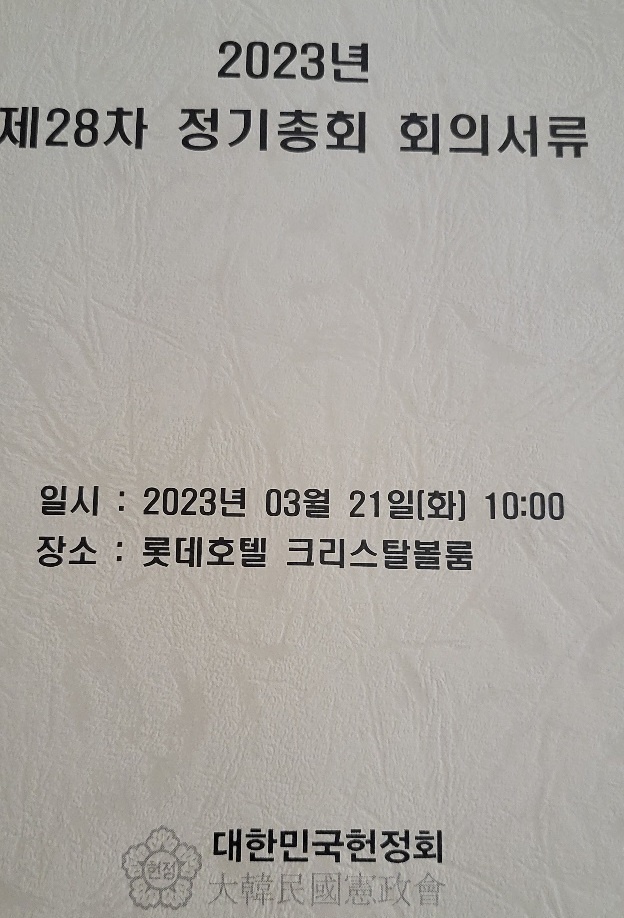 2023년
제28차 정기총회 회의서류
일시 : 2023년 03월 21일(화) 10:00
장소 : 롯데호텔 크리스탈볼룸
대한민국헌정회
헌정
大韓民國憲政會